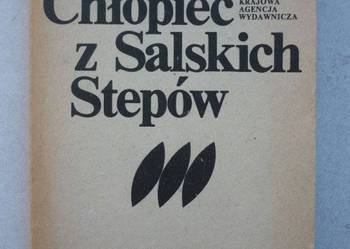 KRAJOWA
AGENCJA
WYDAWNICZA
Chłopiec
z Salskich
Stepów